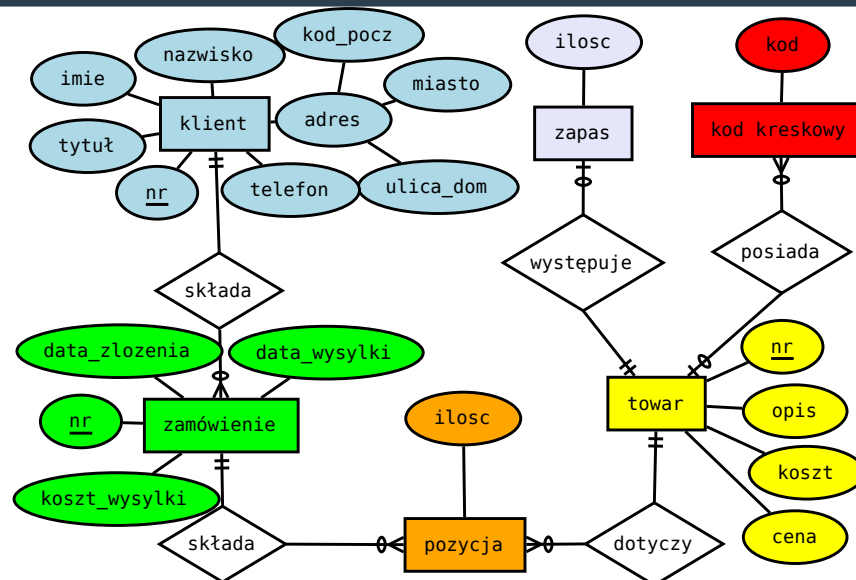 kod_pocz
nazwisko
ilosc
kod
imie
miasto
klient
adres
zapas
kod kreskowy
tytuł
nr
telefon
ulica_dom
występuje
posiada
składa
data_zlozenia
data_wysylki
nr
towar
opis
nr
zamówienie
ilosc
koszt
koszt_wysylki
składa
pozycja
dotyczy
cena